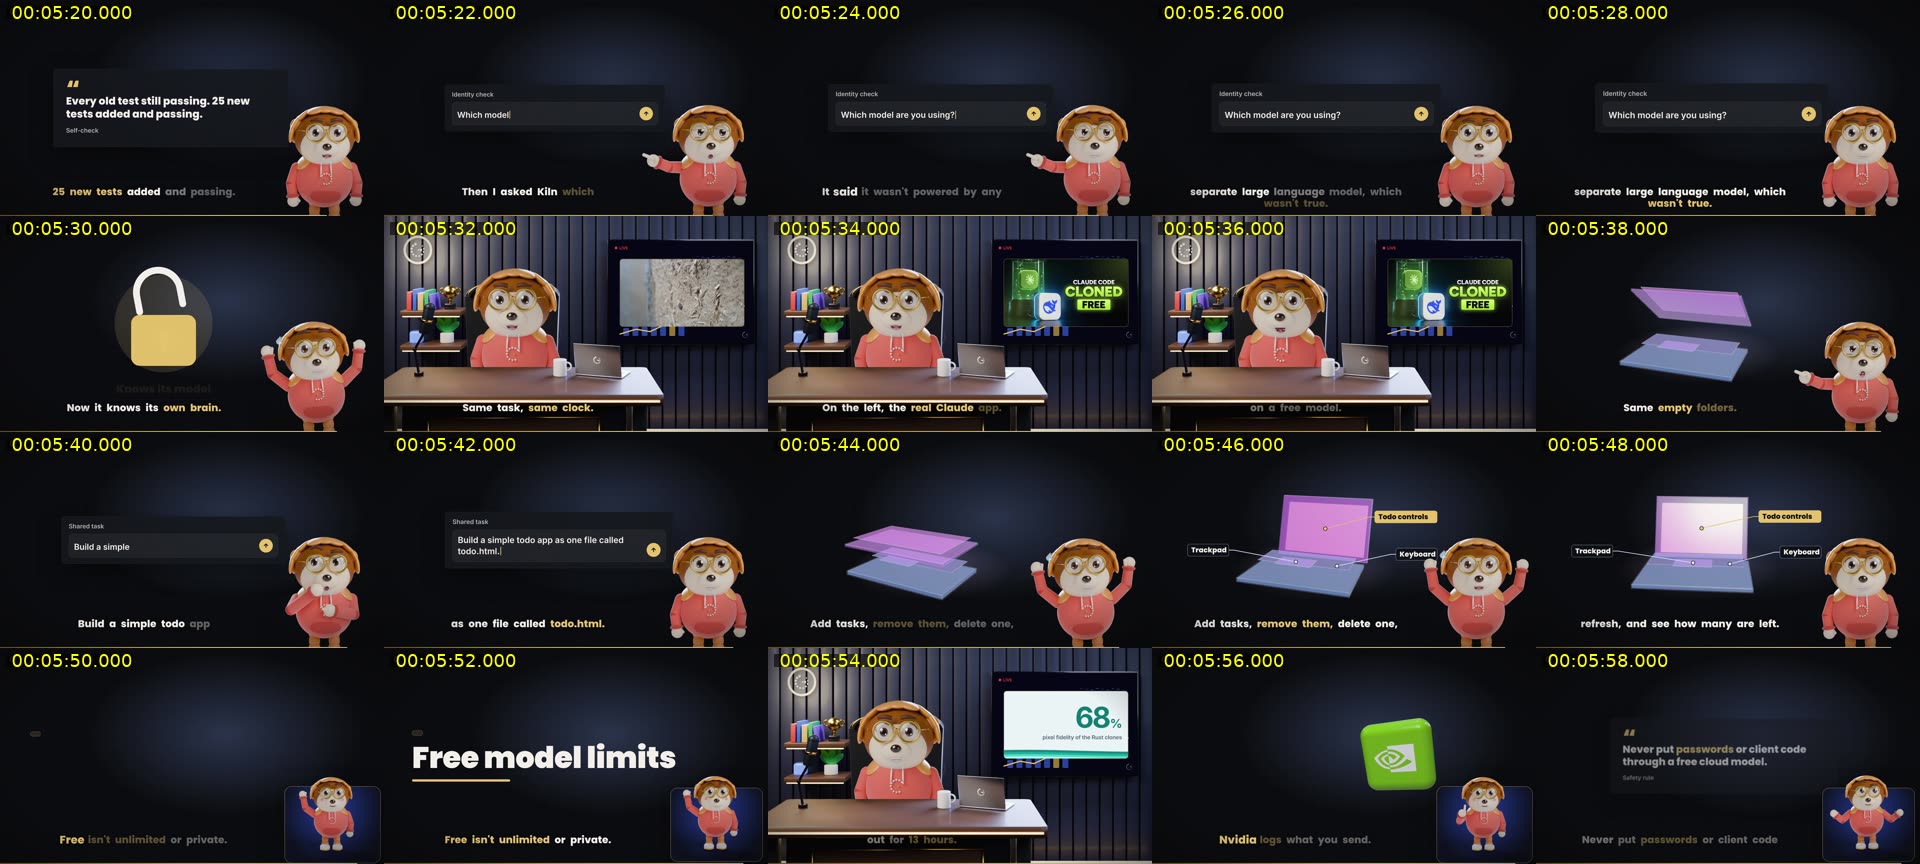 00:05:20.000
Every old test still passing. 25 new
tests added and passing.
Self-check
25 new tests added and passing.
00:05:22.000
Identity check
Which model
Then I asked Kiln which
00:05:24.000
Identity check
Which model are you using?
It said it wasn't powered by any
00:05:26.000
Identity check
Which model are you using?
separate large language model, which
wasn't true.
00:05:28.000
Identity check
Which model are you using?
separate large language model, which
wasn't true.
00:05:30.000
Knows its model
Now it knows its own brain.
00:05:32.000
LIVE
Same task, same clock.
00:05:34.000
LIVE
CLAUDE CODE
CLONED
FREE
On the left, the real Claude app.
00:05:36.000
LIVE
CLAUDE CODE
CLONED
FREE
on a free model.
00:05:38.000
Same empty folders.
00:05:40.000
Shared task
Build a simple
Build a simple todo app
00:05:42.000
Shared task
Build a simple todo app as one file called
todo.html.
as one file called todo.html.
00:05:44.000
Add tasks, remove them, delete one,
00:05:46.000
Todo controls
Trackpad
Keyboard
Add tasks, remove them, delete one,
00:05:48.000
Todo controls
Trackpad
Keyboard
refresh, and see how many are left.
00:05:50.000
Free isn't unlimited or private.
00:05:52.000
Free model limits
Free isn't unlimited or private.
00:05:54.000
LIVE
68%
pixel fidelity of the Rust clones
out for 13 hours.
00:05:56.000
Nvidia logs what you send.
00:05:58.000
Never put passwords or client code
through a free cloud model.
Safety rule
Never put passwords or client code